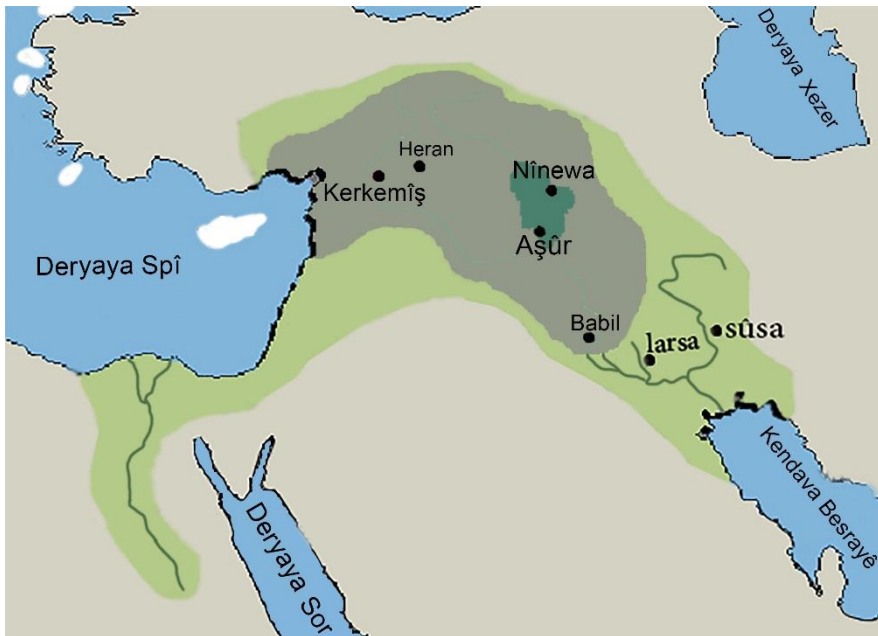 Deryaya Xezer
Heran
Nînewa
Kerkemîş
Aşûr
Deryaya Spî
Babil
larsa
sûsa
Kendava Besrayê
Deryaya Sor